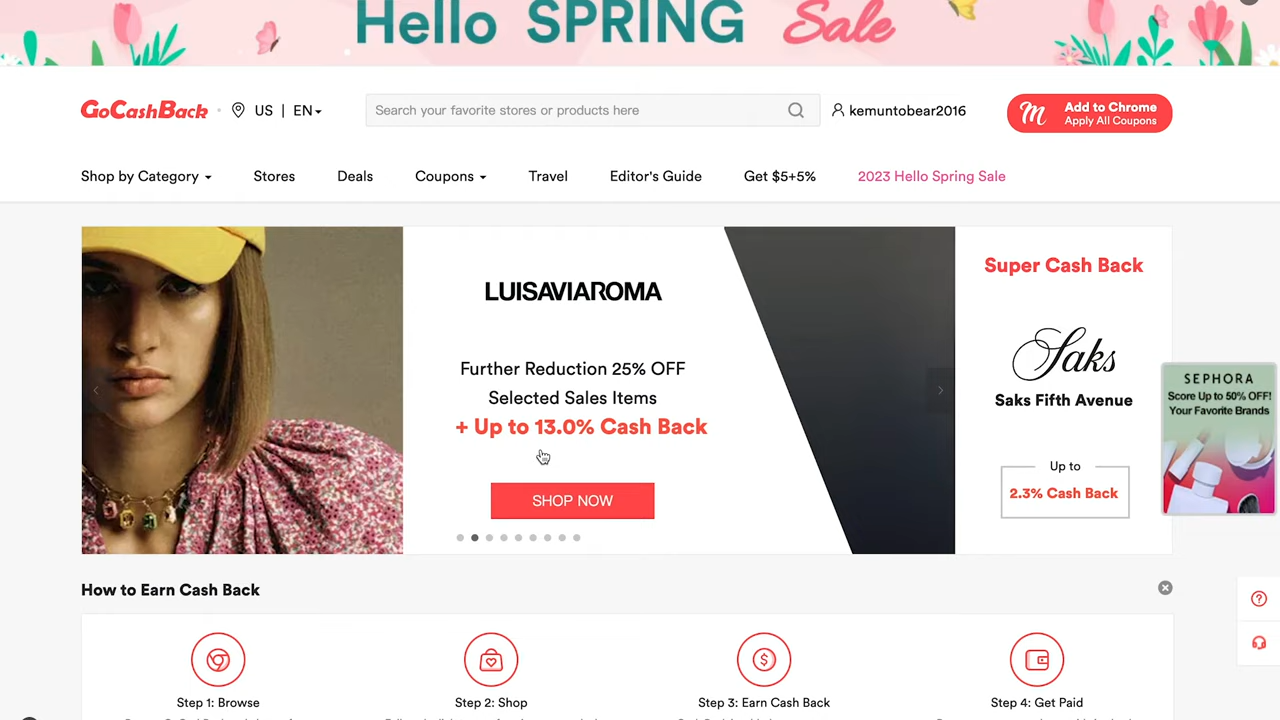 Hello SPRING Sale
GoCashBack
US | EN
Search your favorite stores or products here
kemuntobear2016
Add to Chrome
Apply All Coupons
Shop by Category
Stores
Deals
Coupons
Travel
Editor's Guide
Get $5+5%
2023 Hello Spring Sale
LUISAVIAROMA
Further Reduction 25% OFF
Selected Sales Items
+ Up to 13.0% Cash Back
SHOP NOW
Super Cash Back
Saks
Saks Fifth Avenue
Up to
2.3% Cash Back
SEPHORA
Score Up to 50% OFF!
Your Favorite Brands
How to Earn Cash Back
Step 1: Browse
Step 2: Shop
Step 3: Earn Cash Back
Step 4: Get Paid